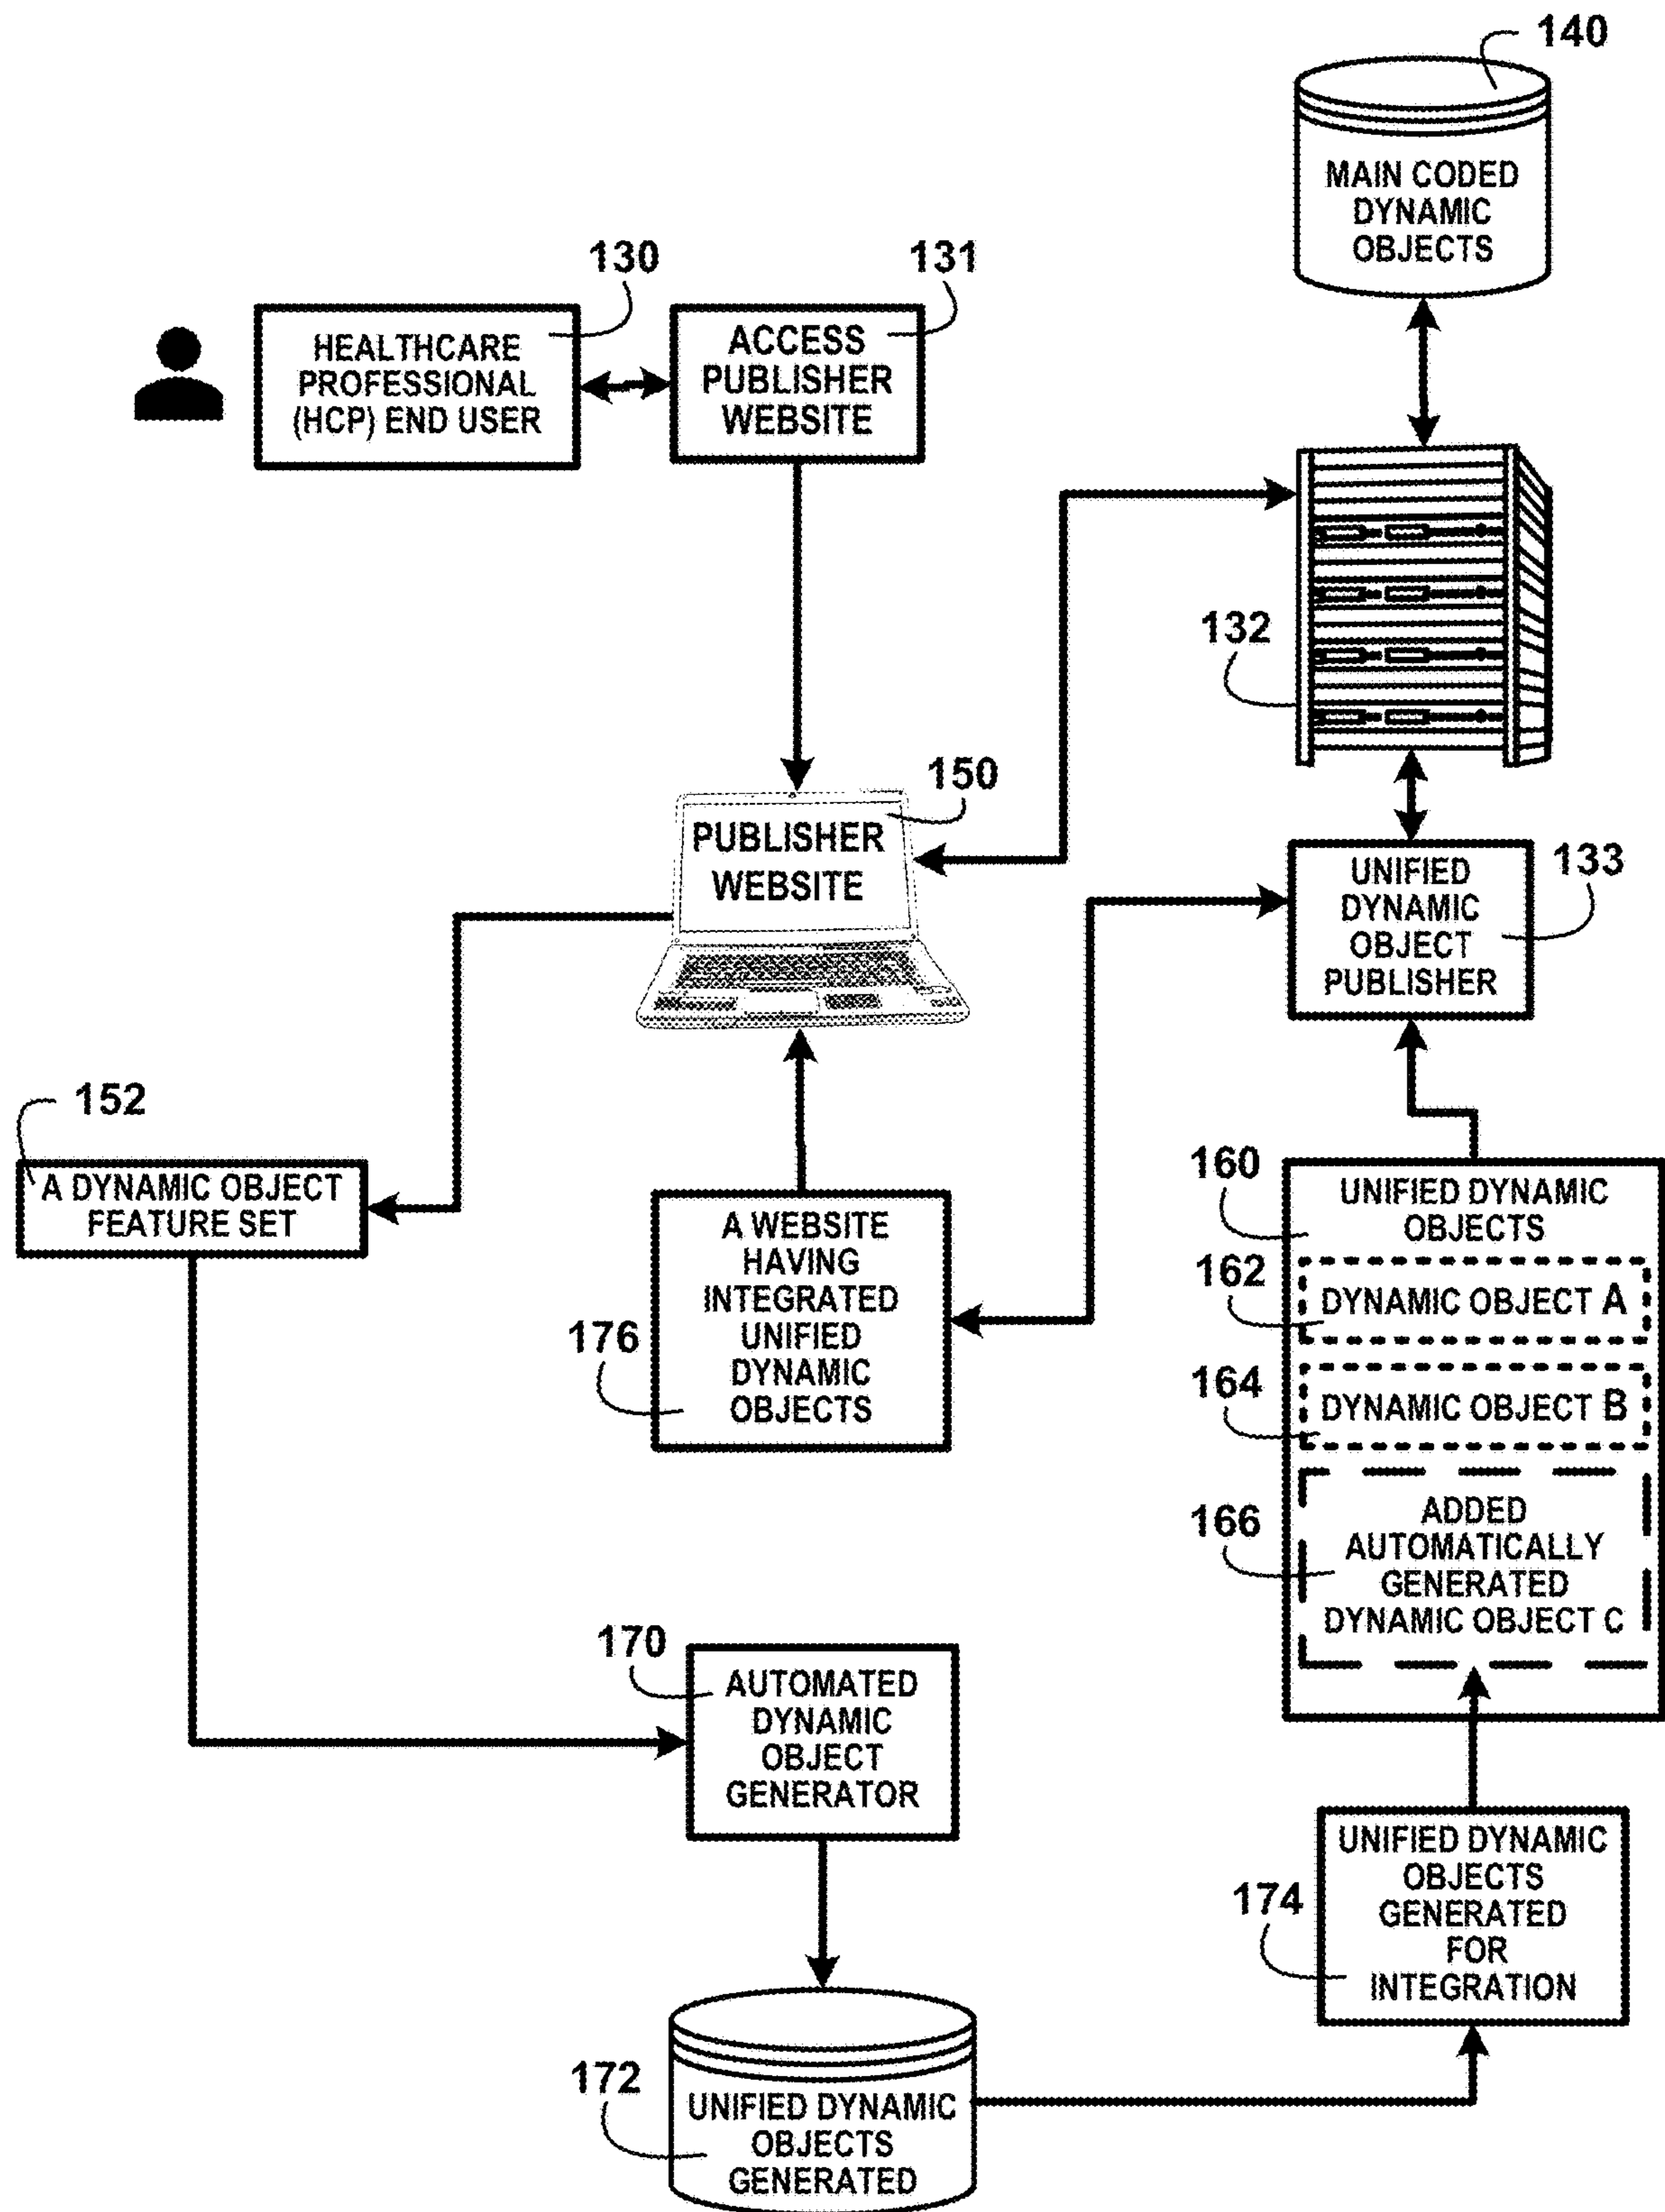 140
MAIN CODED
DYNAMIC
OBJECTS
130
131
HEALTHCARE
PROFESSIONAL
(HCP) END USER
ACCESS
PUBLISHER
WEBSITE
132
150
PUBLISHER
WEBSITE
133
UNIFIED
DYNAMIC
OBJECT
PUBLISHER
152
A DYNAMIC OBJECT
FEATURE SET
176
A WEBSITE
HAVING
INTEGRATED
UNIFIED
DYNAMIC
OBJECTS
160
UNIFIED DYNAMIC
OBJECTS
162
DYNAMIC OBJECT A
164
DYNAMIC OBJECT B
166
ADDED
AUTOMATICALLY
GENERATED
DYNAMIC OBJECT C
170
AUTOMATED
DYNAMIC
OBJECT
GENERATOR
174
UNIFIED DYNAMIC
OBJECTS
GENERATED
FOR
INTEGRATION
172
UNIFIED DYNAMIC
OBJECTS
GENERATED